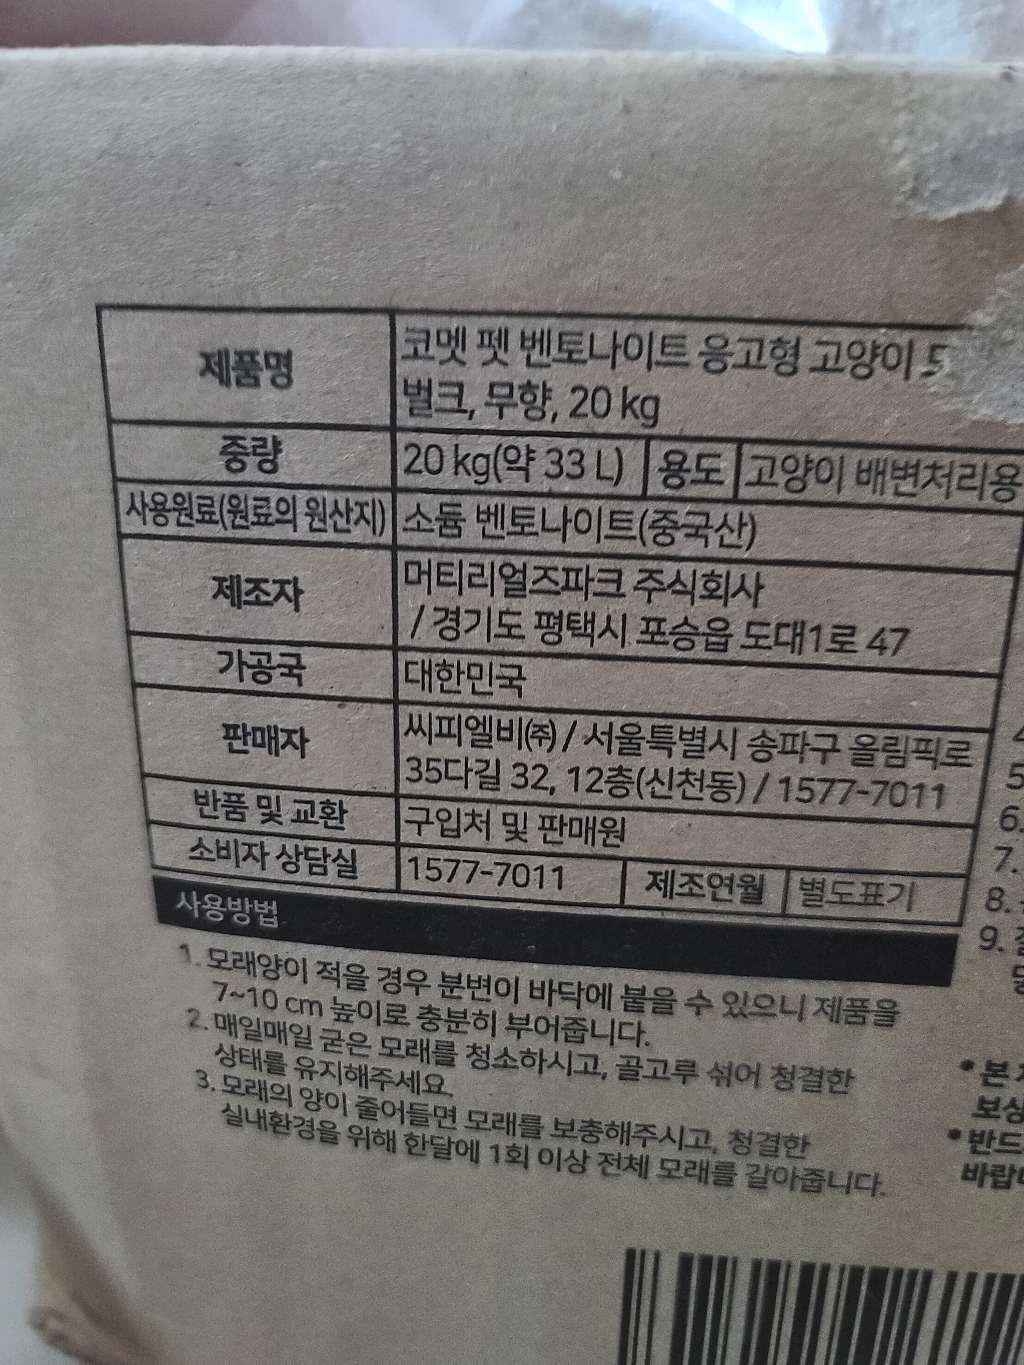 제품명
코멧 펫 벤토나이트 응고형 고양이
벌크, 무향, 20 kg
중량
20 kg(약 33 L)
용도
고양이 배변처리용
사용원료(원료의 원산지)
소듐 벤토나이트(중국산)
제조자
머티리얼즈파크 주식회사
/ 경기도 평택시 포승읍 도대1로 47
가공국
대한민국
판매자
씨피엘비㈜ / 서울특별시 송파구 올림픽로
35다길 32, 12층(신천동) / 1577-7011
반품 및 교환
구입처 및 판매원
소비자 상담실
1577-7011
제조연월
별도표기
사용방법
1. 모래양이 적을 경우 분변이 바닥에 붙을 수 있으니 제품을
7~10 cm 높이로 충분히 부어줍니다.
2. 매일매일 굳은 모래를 청소하시고, 골고루 섞어 청결한
상태를 유지해주세요.
3. 모래의 양이 줄어들면 모래를 보충해주시고, 청결한
실내환경을 위해 한달에 1회 이상 전체 모래를 갈아줍니다.
5
6.
7.
8.
9.
• 본
보상
• 반드
바랍